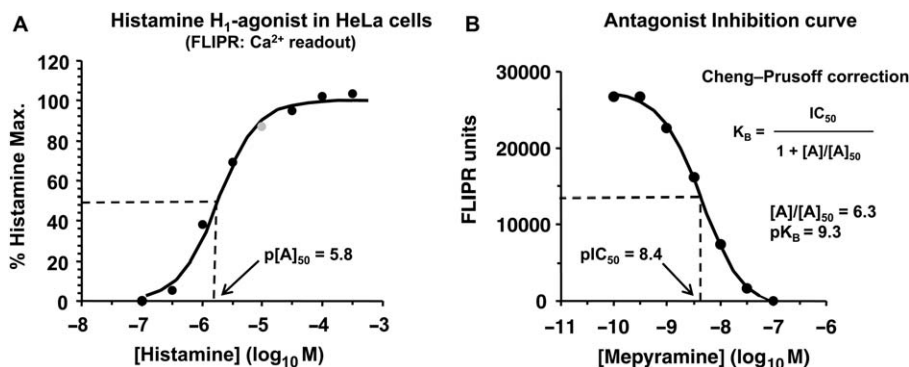 A
Histamine H₁-agonist in HeLa cells
(FLIPR: Ca²⁺ readout)
% Histamine Max.
120
100
80
60
40
20
0
p[A]₅₀ = 5.8
–8
–7
–6
–5
–4
–3
[Histamine] (log₁₀ M)
B
Antagonist Inhibition curve
FLIPR units
30000
20000
10000
0
Cheng–Prusoff correction
K_B = IC₅₀
1 + [A]/[A]₅₀
[A]/[A]₅₀ = 6.3
pK_B = 9.3
pIC₅₀ = 8.4
–11
–10
–9
–8
–7
–6
[Mepyramine] (log₁₀ M)